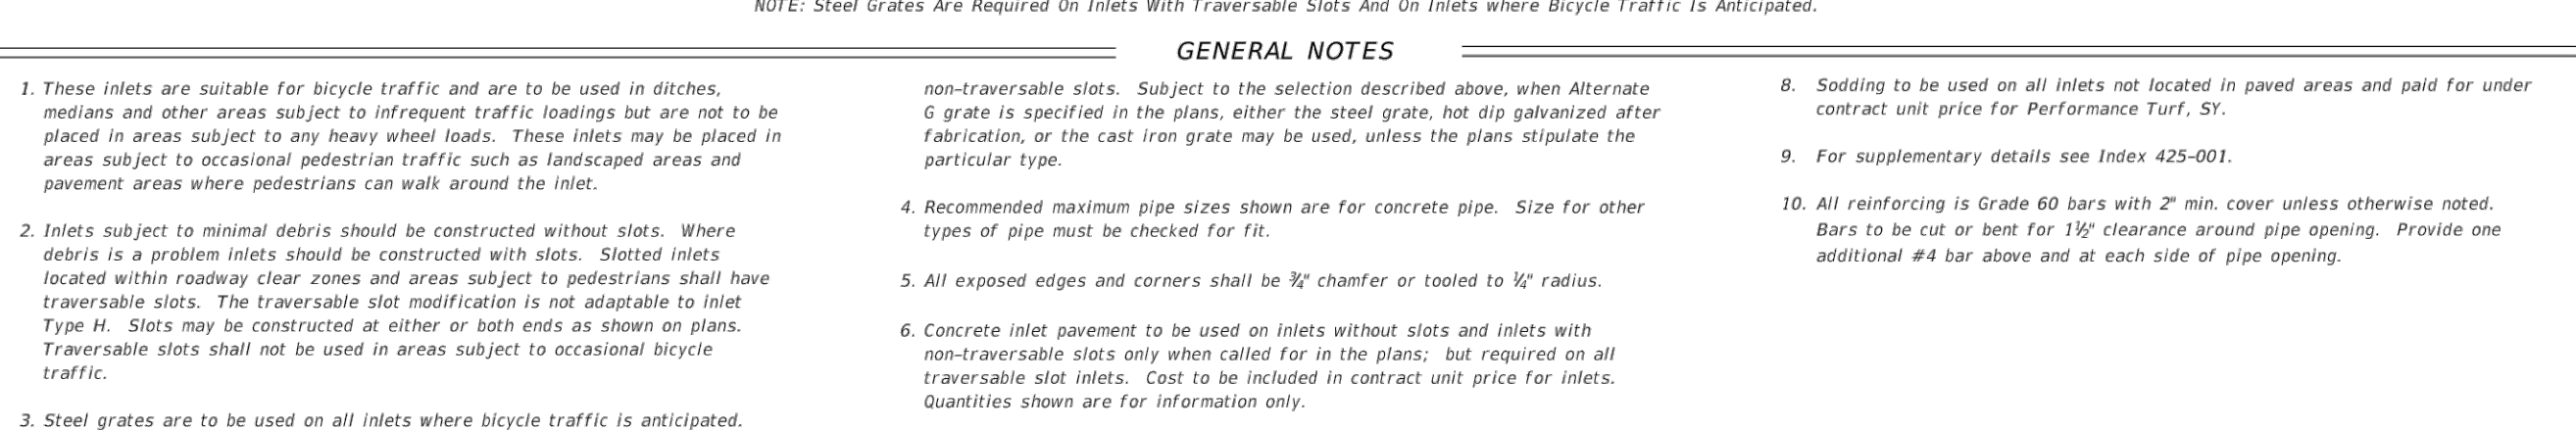 NOTE: Steel Grates Are Required On Inlets With Traversable Slots And On Inlets where Bicycle Traffic Is Anticipated.
GENERAL NOTES
1. These inlets are suitable for bicycle traffic and are to be used in ditches,
medians and other areas subject to infrequent traffic loadings but are not to be
placed in areas subject to any heavy wheel loads. These inlets may be placed in
areas subject to occasional pedestrian traffic such as landscaped areas and
pavement areas where pedestrians can walk around the inlet.
2. Inlets subject to minimal debris should be constructed without slots. Where
debris is a problem inlets should be constructed with slots. Slotted inlets
located within roadway clear zones and areas subject to pedestrians shall have
traversable slots. The traversable slot modification is not adaptable to inlet
Type H. Slots may be constructed at either or both ends as shown on plans.
Traversable slots shall not be used in areas subject to occasional bicycle
traffic.
3. Steel grates are to be used on all inlets where bicycle traffic is anticipated.
non-traversable slots. Subject to the selection described above, when Alternate
G grate is specified in the plans, either the steel grate, hot dip galvanized after
fabrication, or the cast iron grate may be used, unless the plans stipulate the
particular type.
4. Recommended maximum pipe sizes shown are for concrete pipe. Size for other
types of pipe must be checked for fit.
5. All exposed edges and corners shall be ¾" chamfer or tooled to ¼" radius.
6. Concrete inlet pavement to be used on inlets without slots and inlets with
non-traversable slots only when called for in the plans; but required on all
traversable slot inlets. Cost to be included in contract unit price for inlets.
Quantities shown are for information only.
8. Sodding to be used on all inlets not located in paved areas and paid for under
contract unit price for Performance Turf, SY.
9. For supplementary details see Index 425-001.
10. All reinforcing is Grade 60 bars with 2" min. cover unless otherwise noted.
Bars to be cut or bent for 1½" clearance around pipe opening. Provide one
additional #4 bar above and at each side of pipe opening.